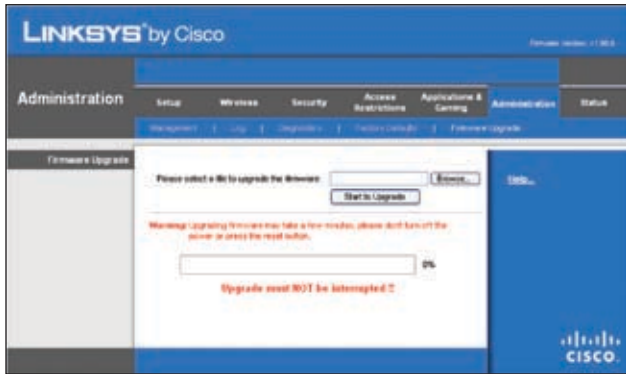 LINKSYS® by Cisco
Firmware Version:
Administration
Setup Wireless Security Access Restrictions Applications & Gaming Administration Status
Management | Log | Diagnostics | Factory Defaults | Firmware Upgrade
Firmware Upgrade
Please select a file to upgrade the firmware:
Browse...
Start to Upgrade
Help...
Warning: Upgrading firmware may take a few minutes, please don't turn off the
power or press the reset button.
0%
Upgrade must NOT be interrupted !!
CISCO.